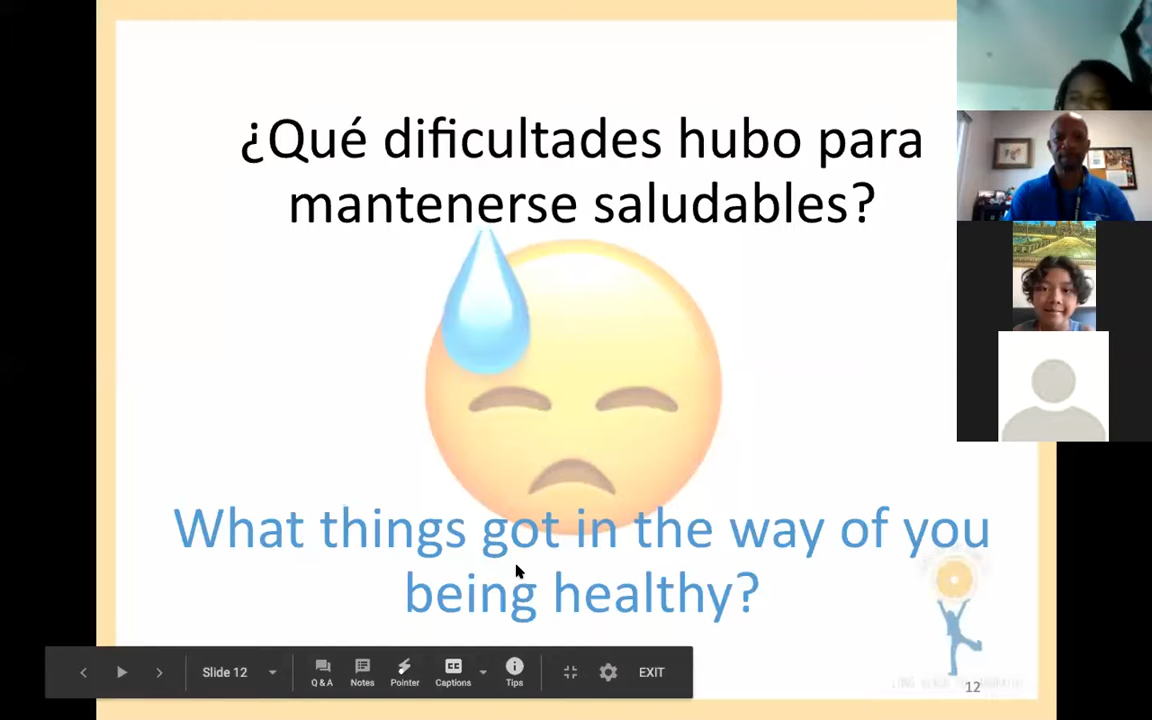 ¿Qué dificultades hubo para
mantenerse saludables?
What things got in the way of you
being healthy?
Slide 12
Q & A
Notes
Pointer
CC
Captions
Tips
EXIT
12